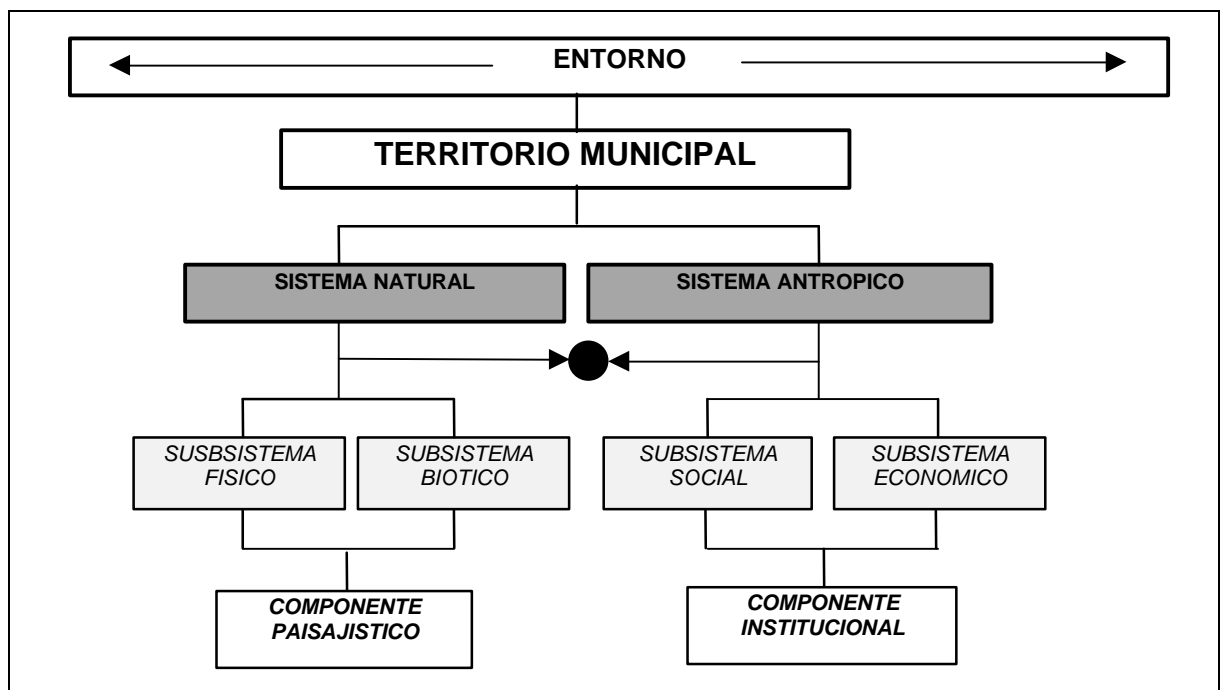 ENTORNO
TERRITORIO MUNICIPAL
SISTEMA NATURAL
SISTEMA ANTROPICO
SUSBSISTEMA
FISICO
SUBSISTEMA
BIOTICO
SUBSISTEMA
SOCIAL
SUBSISTEMA
ECONOMICO
COMPONENTE
PAISAJISTICO
COMPONENTE
INSTITUCIONAL